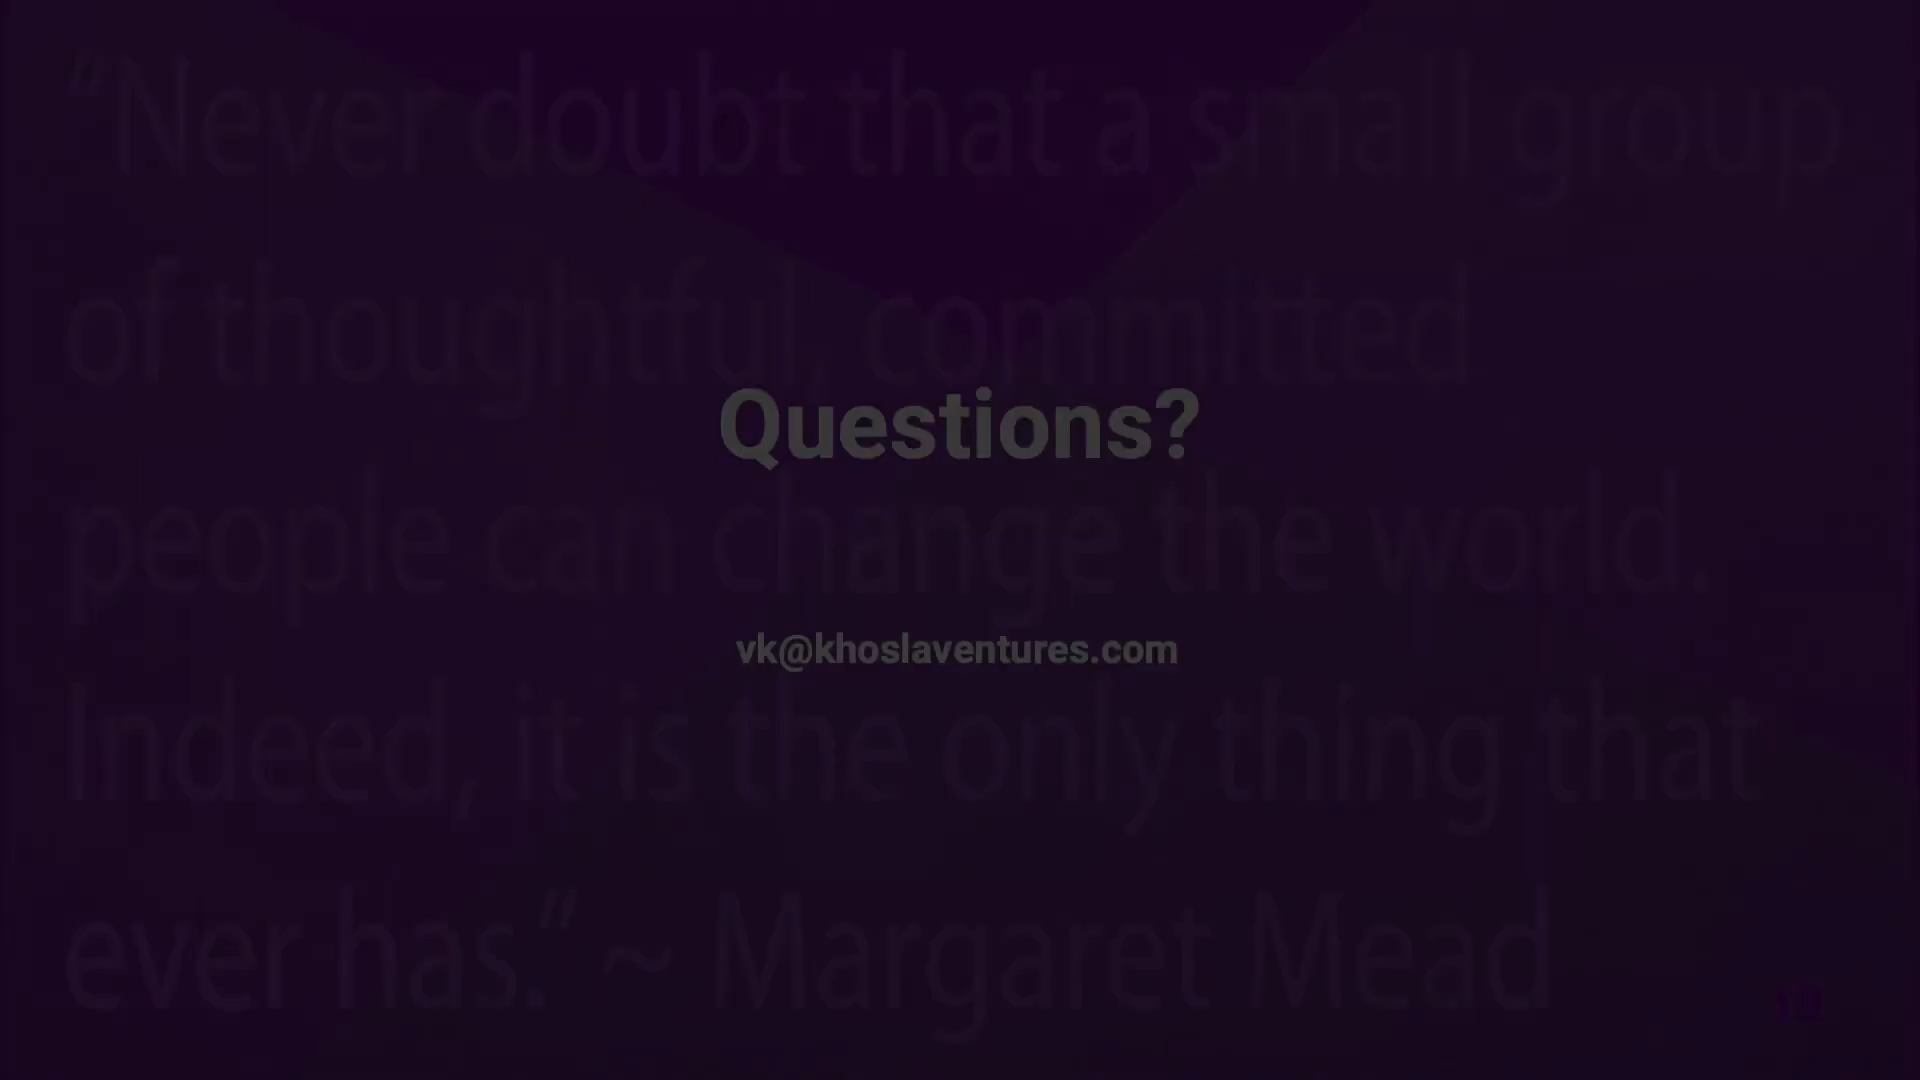 “Never doubt that a small group
of thoughtful, committed
Questions?
people can change the world.
vk@khoslaventures.com
Indeed, it is the only thing that
ever has.” ~ Margaret Mead